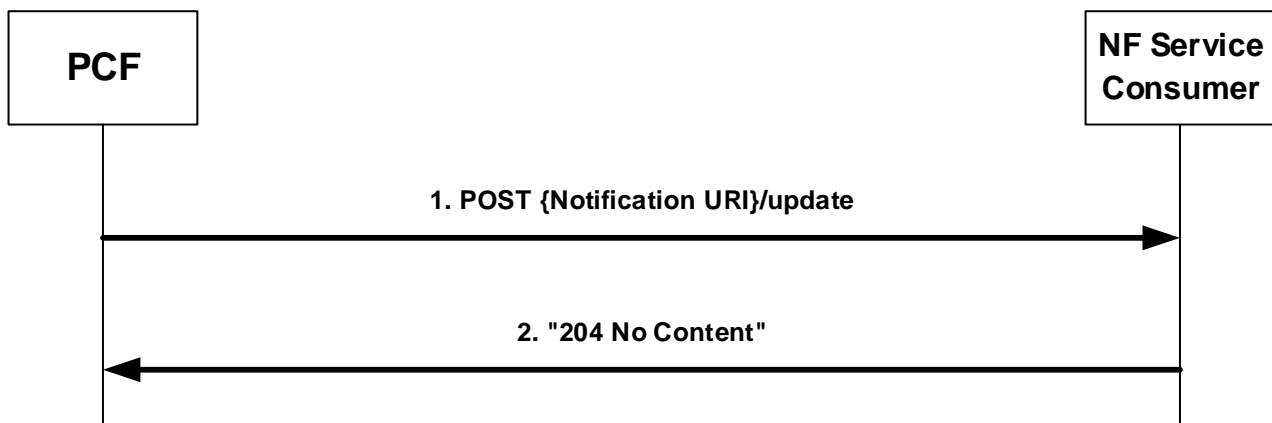 PCF
NF Service
Consumer
1. POST {Notification URI}/update
2. "204 No Content"